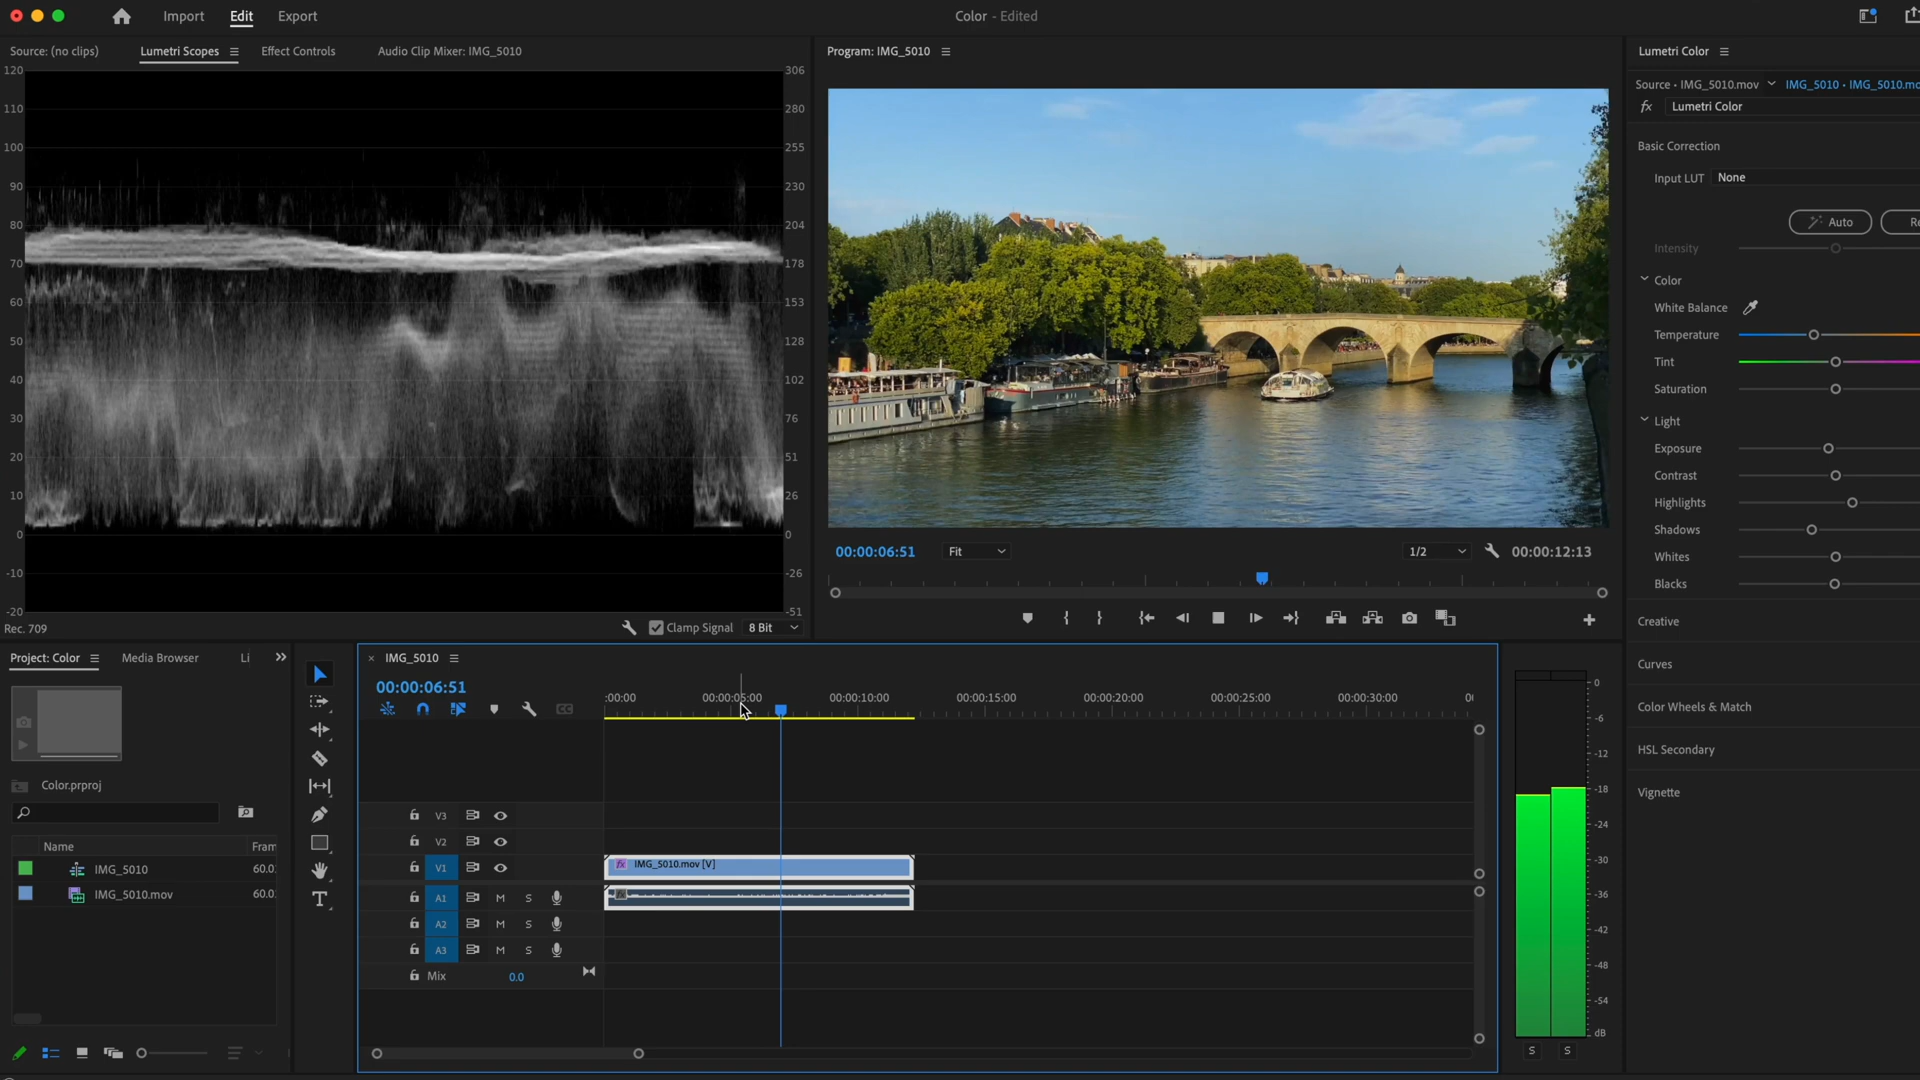 Import Edit Export
Color - Edited
Source: (no clips) Lumetri Scopes Effect Controls Audio Clip Mixer: IMG_5010
Program: IMG_5010
Lumetri Color
120 306
110 280
100 255
90 230
80 204
70 178
60 153
50 128
40 102
30 76
20 51
10 26
0 0
-10 -26
-20 -51
Rec. 709
Clamp Signal 8 Bit
00:00:06:51 Fit 1/2 00:00:12:13
Source • IMG_5010.mov IMG_5010 • IMG_5010.mo
fx Lumetri Color
Basic Correction
Input LUT None
Auto Re
Intensity
Color
White Balance
Temperature
Tint
Saturation
Light
Exposure
Contrast
Highlights
Shadows
Whites
Blacks
Creative
Curves
Color Wheels & Match
HSL Secondary
Vignette
Project: Color Media Browser Li
Color.prproj
Name Fram
IMG_5010 60.0
IMG_5010.mov 60.0
T
IMG_5010
00:00:06:51
:00:00 00:00:05:00 00:00:10:00 00:00:15:00 00:00:20:00 00:00:25:00 00:00:30:00 00
CC
V3
V2
V1 fx IMG_5010.mov [V]
A1 M S
A2 M S
A3 M S
Mix 0.0
0
-6
-12
-18
-24
-30
-36
-42
-48
-54
dB
S S